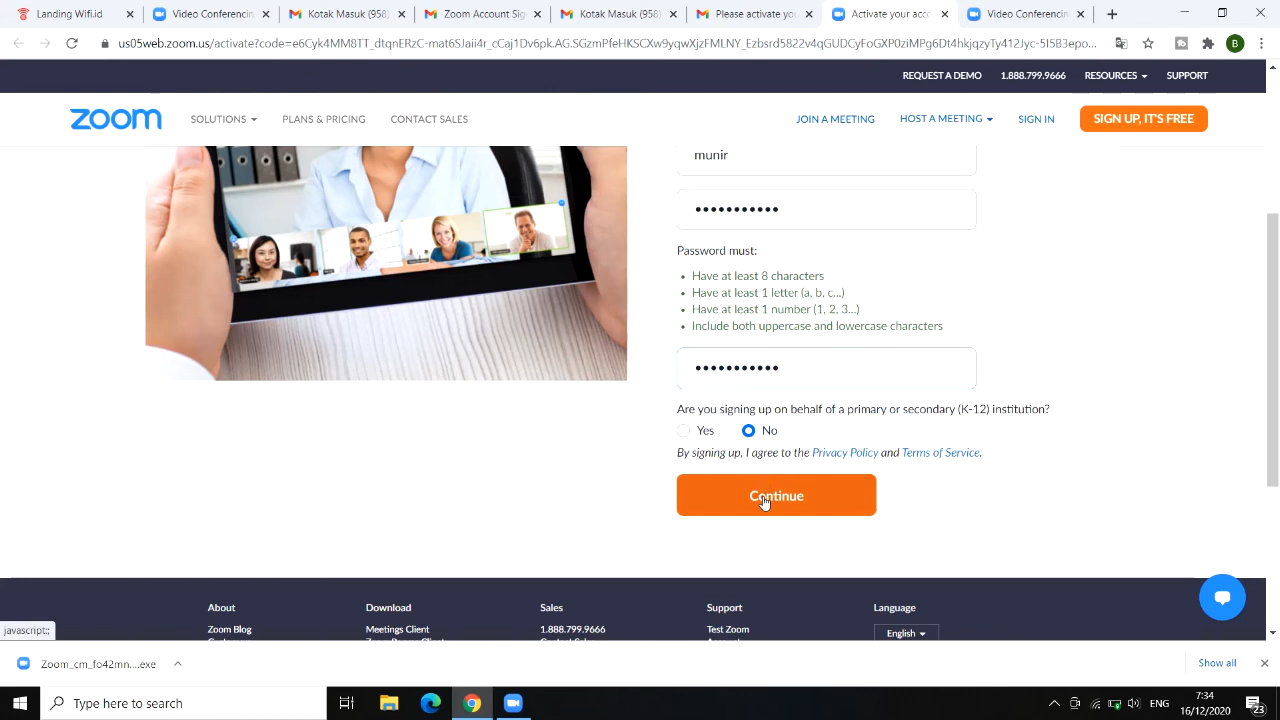 Landing Page
Video Conferencin
Kotak Masuk (958)
Zoom Account Sig
Kotak Masuk (958)
Please activate you
Activate your acco
Video Conferencin
B
REQUEST A DEMO 1.888.799.9666 RESOURCES SUPPORT
zoom SOLUTIONS PLANS & PRICING CONTACT SALES JOIN A MEETING HOST A MEETING SIGN IN SIGN UP, IT'S FREE
munir
Password must:
Have at least 8 characters
Have at least 1 letter (a, b, c...)
Have at least 1 number (1, 2, 3...)
Include both uppercase and lowercase characters
Are you signing up on behalf of a primary or secondary (K-12) institution?
Yes No
By signing up, I agree to the Privacy Policy and Terms of Service.
Continue
About Download Sales Support Language
Zoom Blog Meetings Client 1.888.799.9666 Test Zoom English
javascript:;
Zoom_cm_fo42mn....exe Show all
Type here to search
ENG
7:34
16/12/2020
23